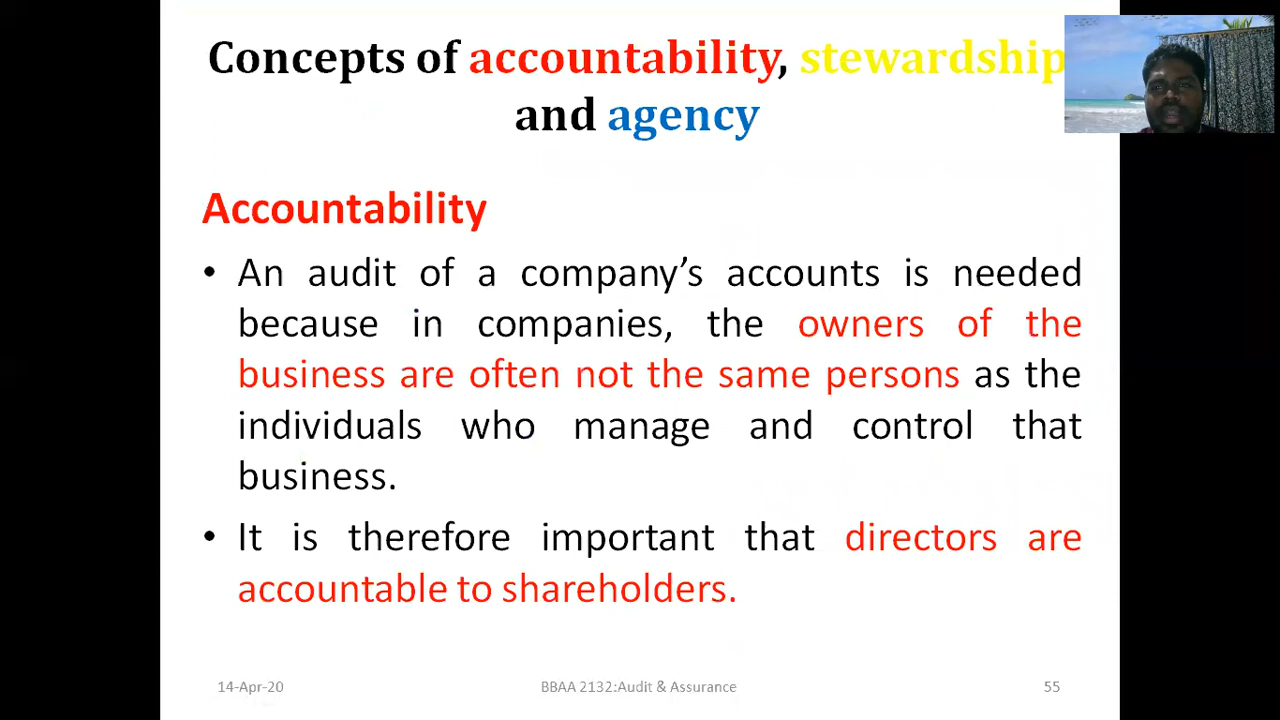 Concepts of accountability, stewardship
and agency
Accountability
• An audit of a company’s accounts is needed
because in companies, the owners of the
business are often not the same persons as the
individuals who manage and control that
business.
• It is therefore important that directors are
accountable to shareholders.
14-Apr-20 BBAA 2132:Audit & Assurance 55